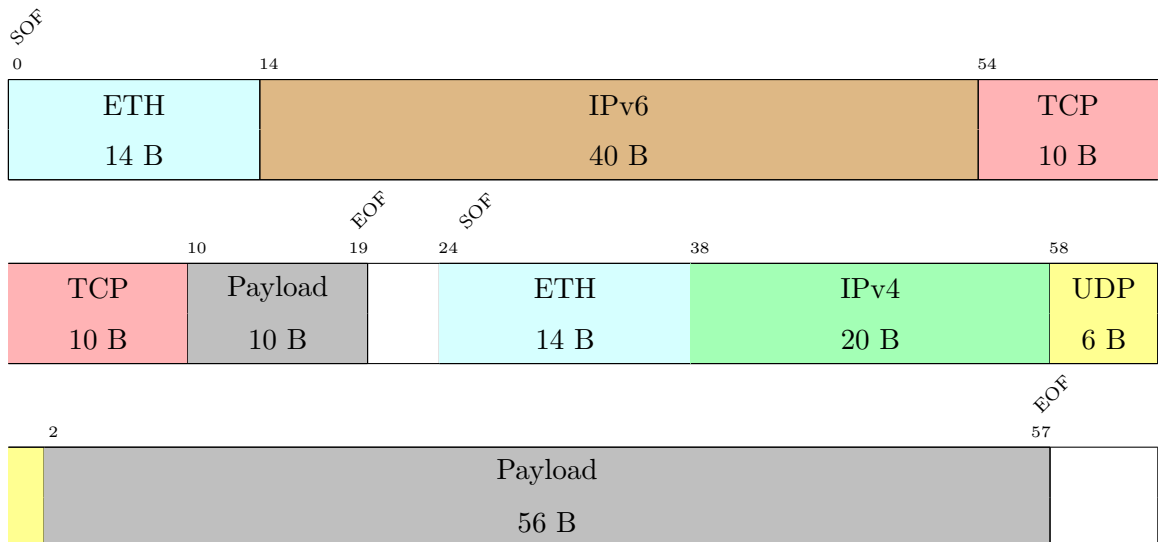 SOF
0 14 54
ETH IPv6 TCP
14 B 40 B 10 B
EOF SOF
10 19 24 38 58
TCP Payload ETH IPv4 UDP
10 B 10 B 14 B 20 B 6 B
EOF
2 57
Payload
56 B